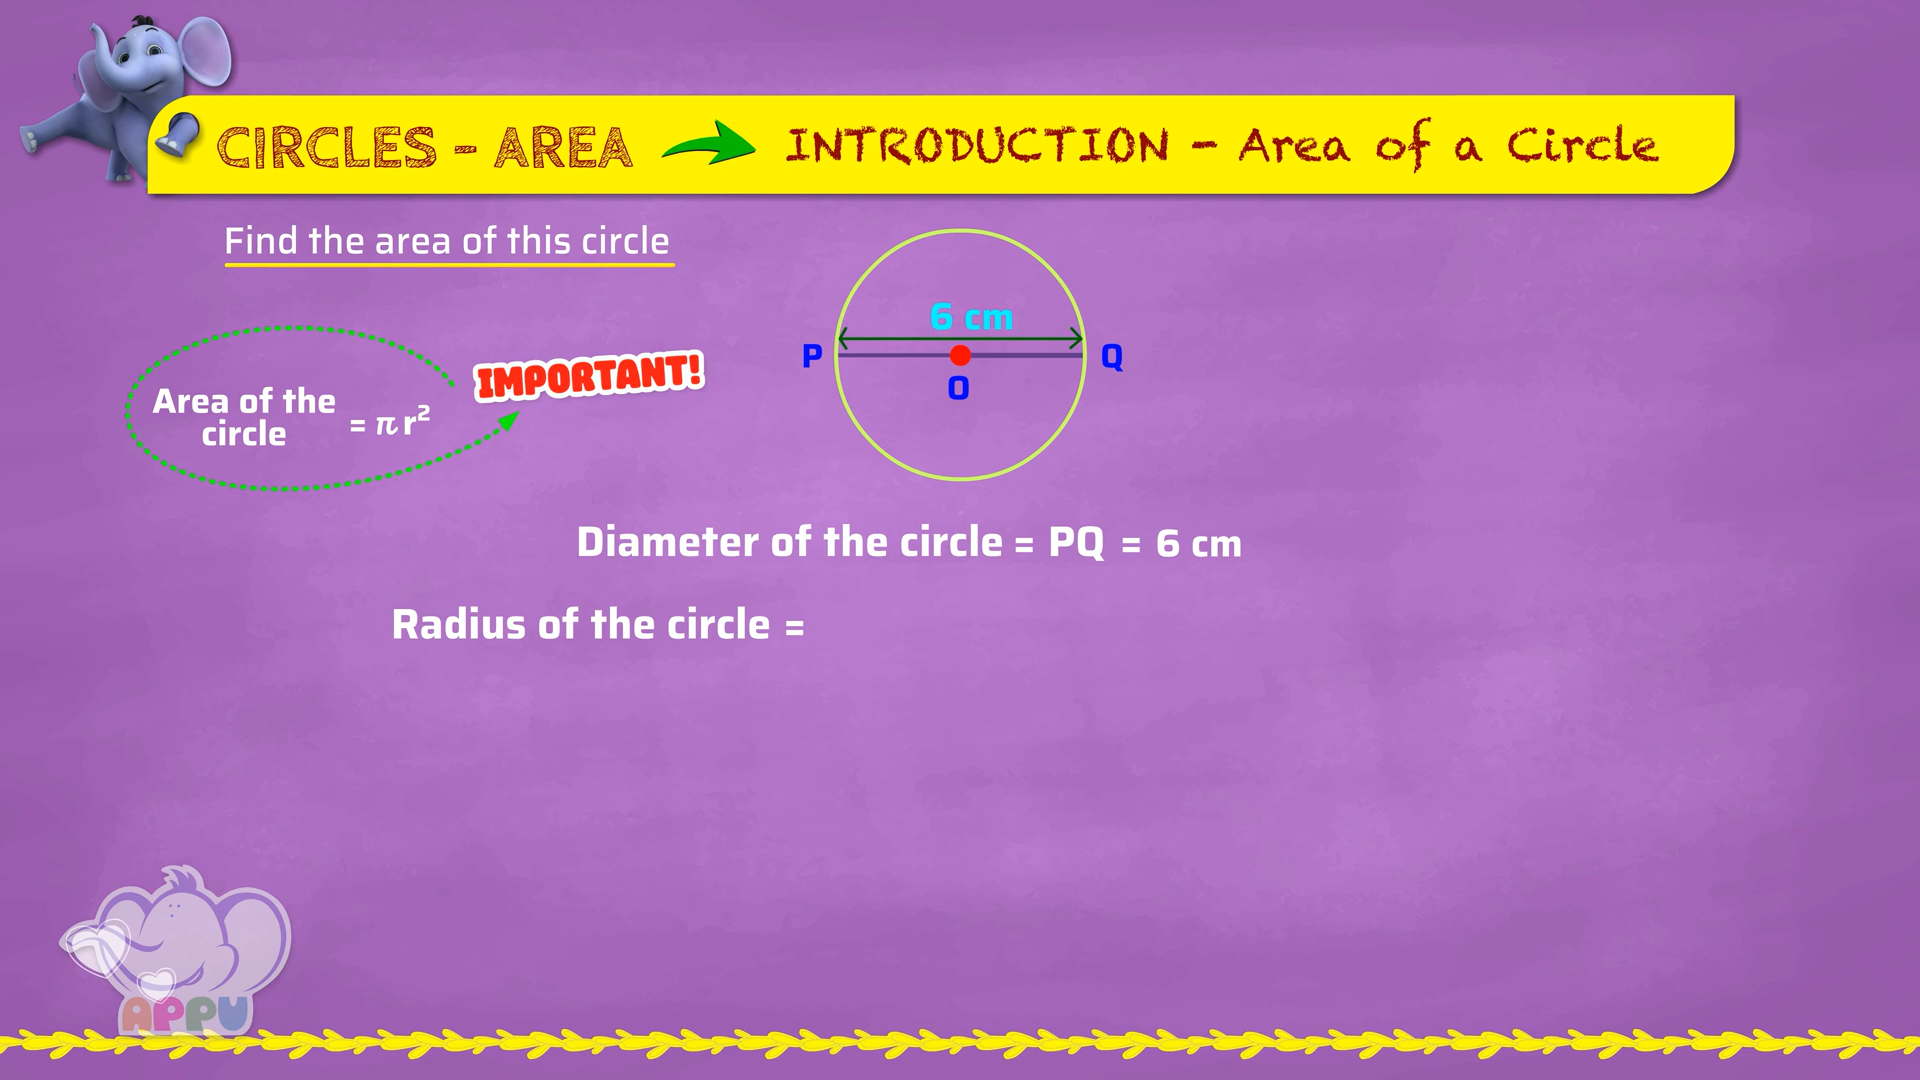 CIRCLES - AREA INTRODUCTION - Area of a Circle
Find the area of this circle
6 cm
P Q
O
IMPORTANT!
Area of the
circle = π r²
Diameter of the circle = PQ = 6 cm
Radius of the circle =
APPU